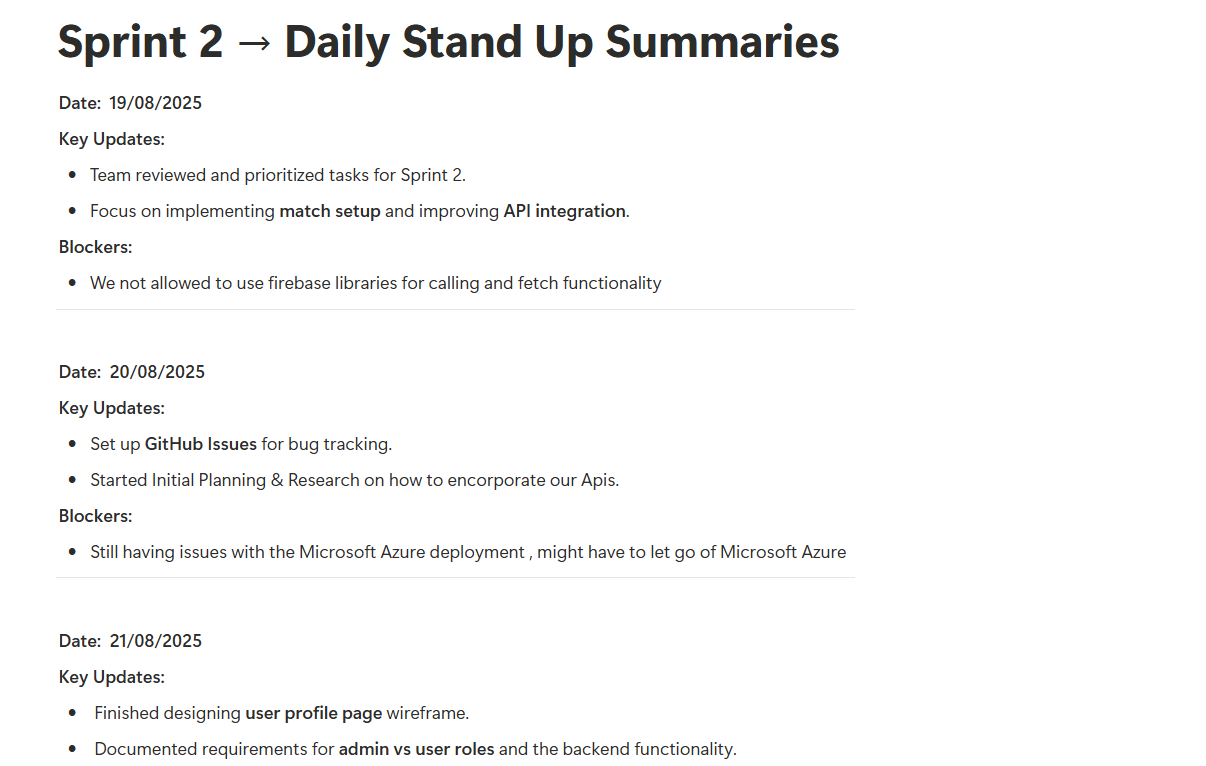 Sprint 2 → Daily Stand Up Summaries
Date: 19/08/2025
Key Updates:
• Team reviewed and prioritized tasks for Sprint 2.
• Focus on implementing match setup and improving API integration.
Blockers:
• We not allowed to use firebase libraries for calling and fetch functionality
Date: 20/08/2025
Key Updates:
• Set up GitHub Issues for bug tracking.
• Started Initial Planning & Research on how to encorporate our Apis.
Blockers:
• Still having issues with the Microsoft Azure deployment , might have to let go of Microsoft Azure
Date: 21/08/2025
Key Updates:
• Finished designing user profile page wireframe.
• Documented requirements for admin vs user roles and the backend functionality.